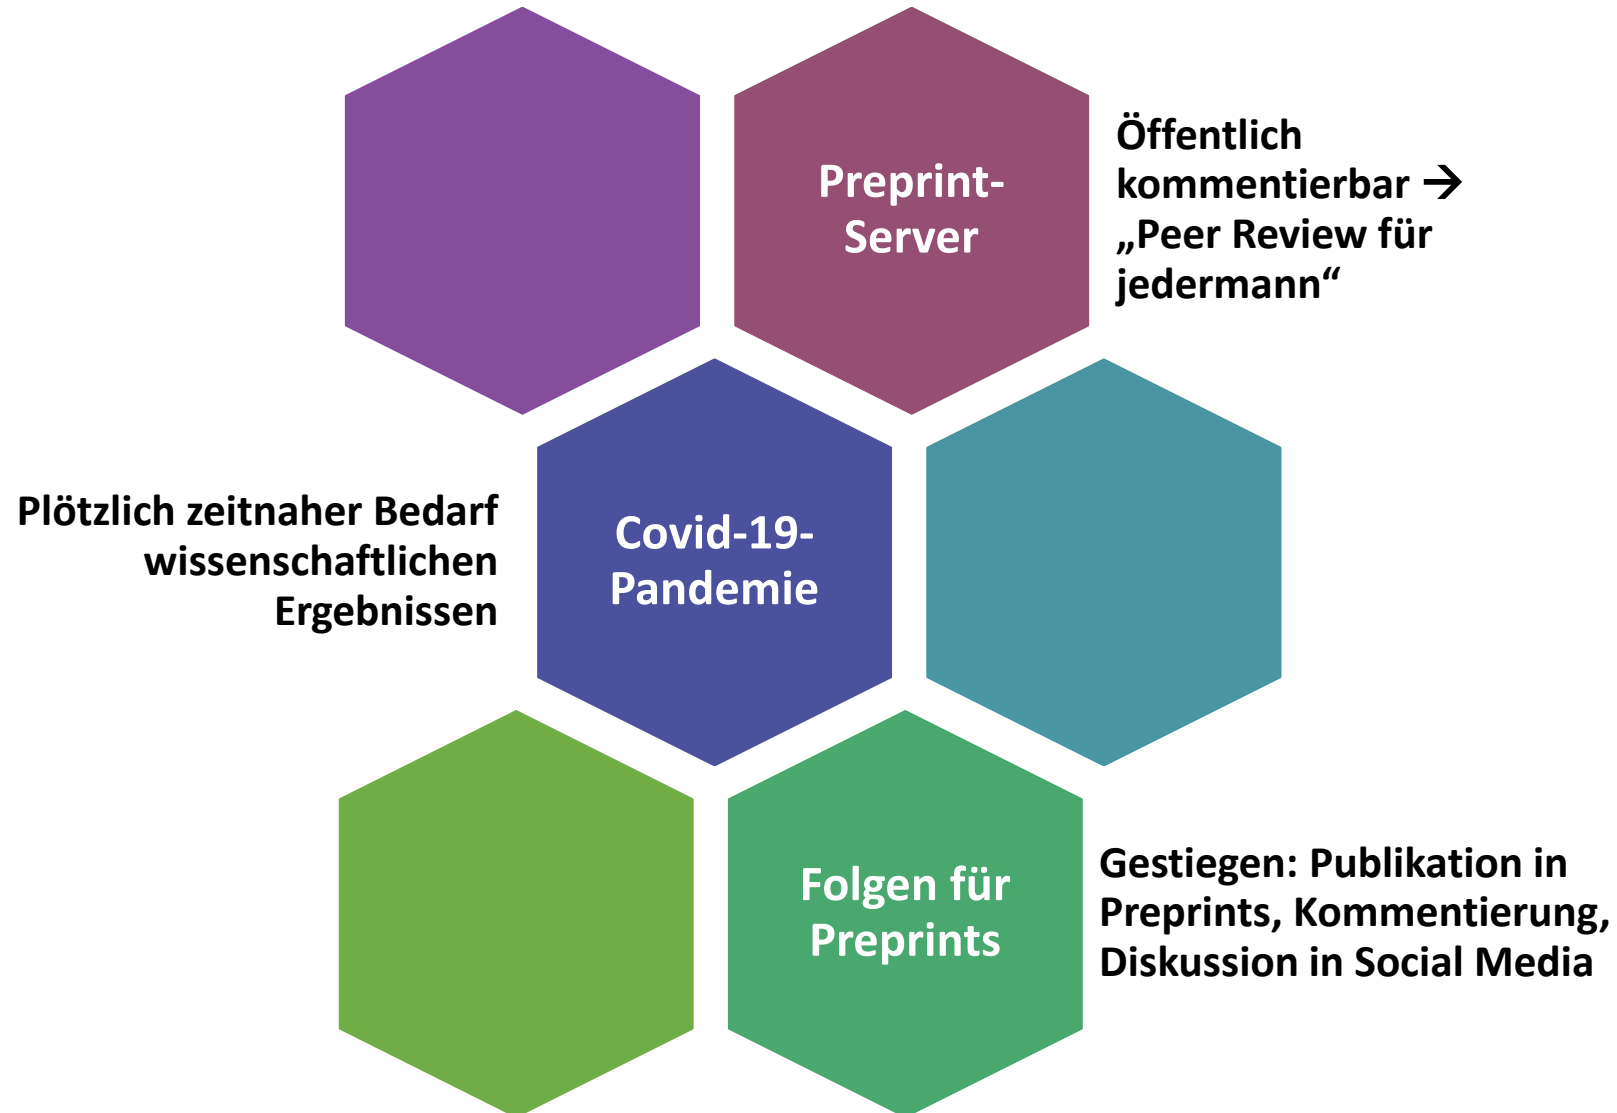 Preprint-
Server
Öffentlich
kommentierbar →
„Peer Review für
jedermann“
Plötzlich zeitnaher Bedarf
wissenschaftlichen
Ergebnissen
Covid-19-
Pandemie
Folgen für
Preprints
Gestiegen: Publikation in
Preprints, Kommentierung,
Diskussion in Social Media